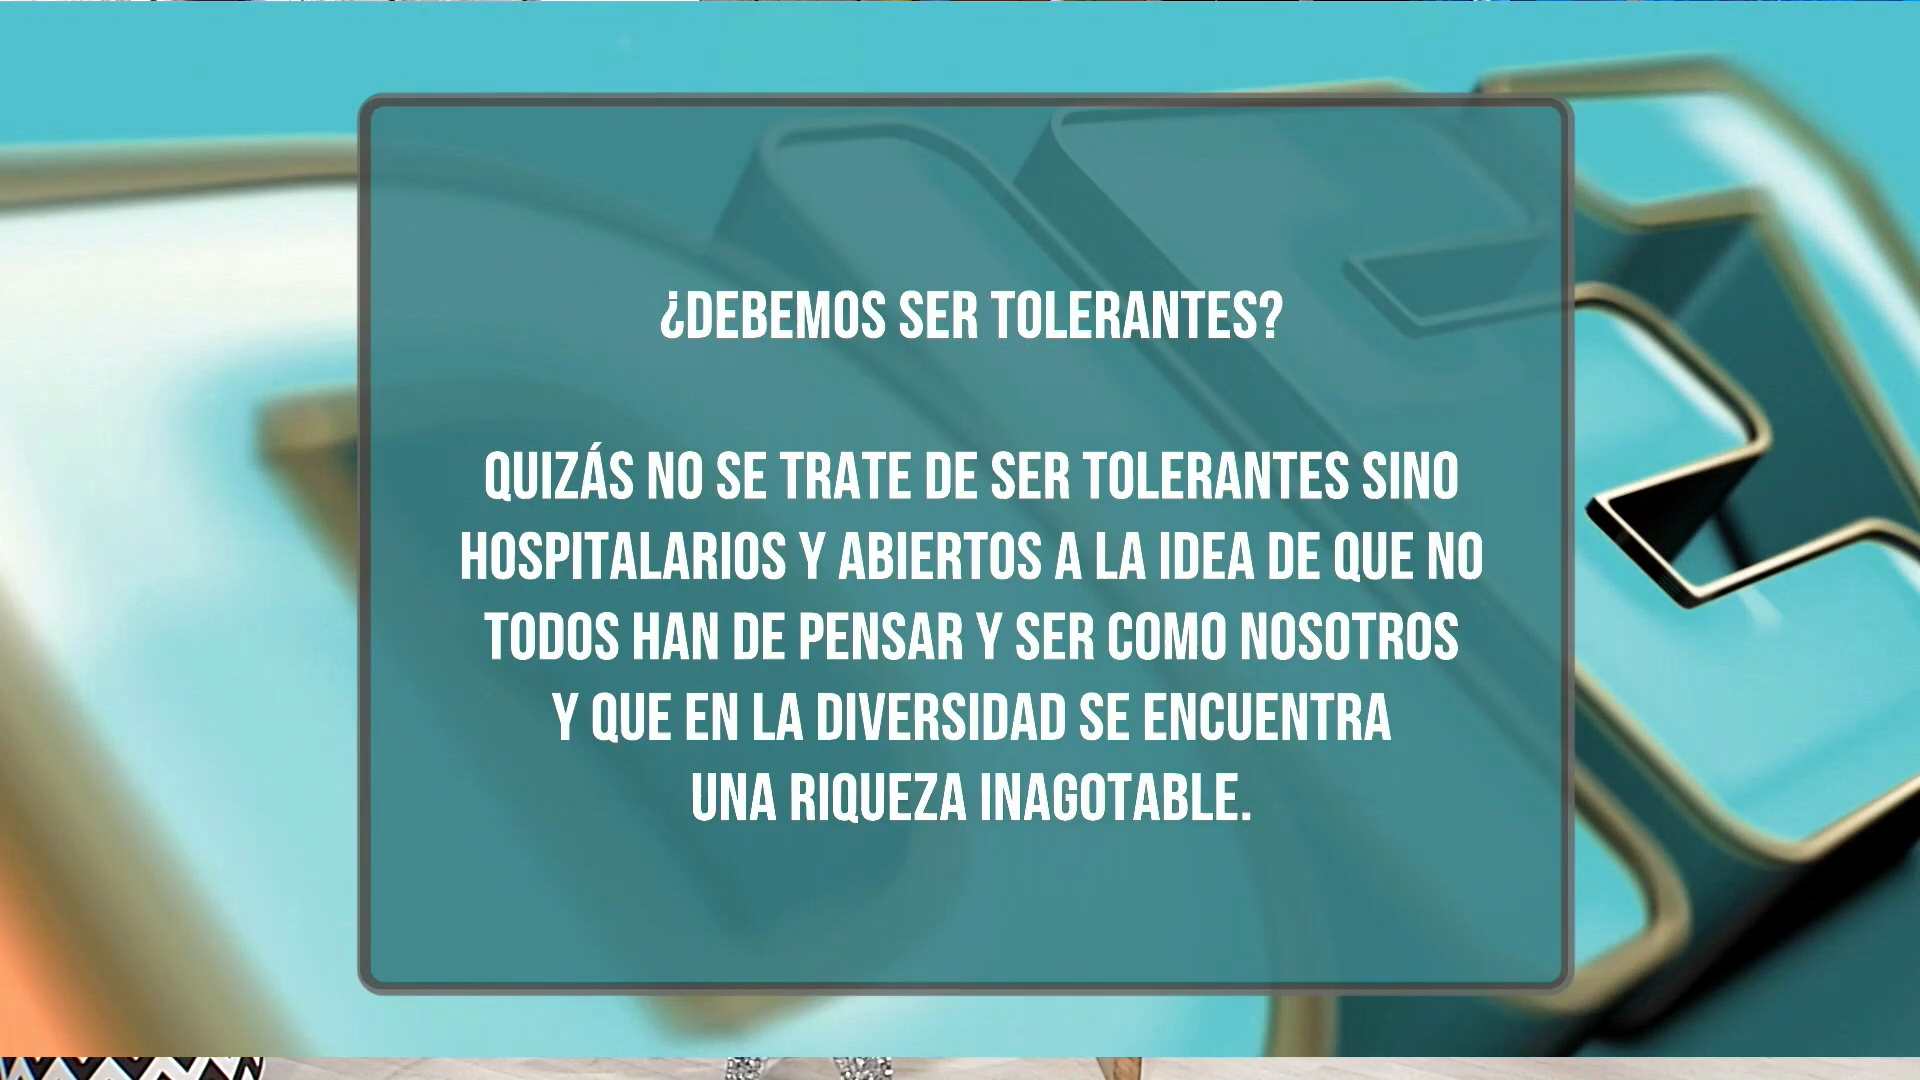 ¿DEBEMOS SER TOLERANTES?
QUIZÁS NO SE TRATE DE SER TOLERANTES SINO
HOSPITALARIOS Y ABIERTOS A LA IDEA DE QUE NO
TODOS HAN DE PENSAR Y SER COMO NOSOTROS
Y QUE EN LA DIVERSIDAD SE ENCUENTRA
UNA RIQUEZA INAGOTABLE.